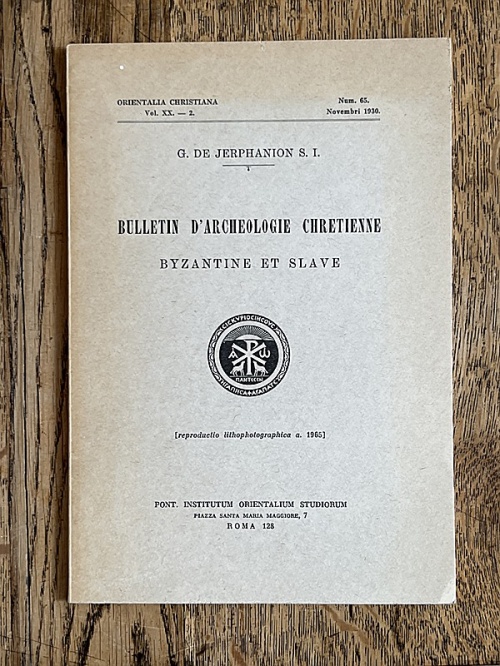 ORIENTALIA CHRISTIANA
Vol. XX. — 2.
Num. 65.
Novembri 1930.
G. DE JERPHANION S. I.
BULLETIN D'ARCHEOLOGIE CHRETIENNE
BYZANTINE ET SLAVE
[reproductio lithophotographica a. 1965]
PONT. INSTITUTUM ORIENTALIUM STUDIORUM
PIAZZA SANTA MARIA MAGGIORE, 7
ROMA 128